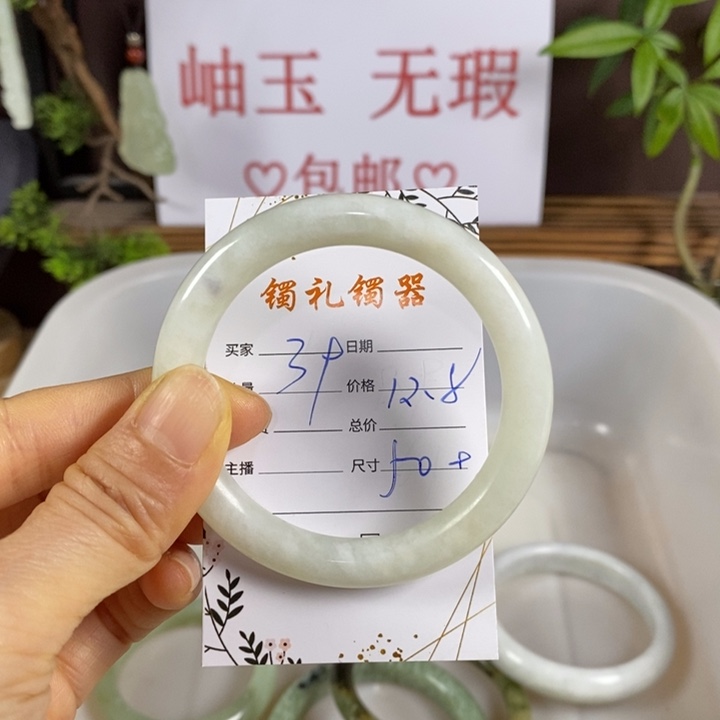 岫玉 无瑕
♡包邮♡
镯礼镯器
买家 39 日期
价格 12.8
总价
主播 尺寸 50+